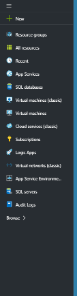 New
Resource groups
All resources
Recent
App Services
SQL databases
Virtual machines (classic)
Virtual machines
Cloud services (classic)
Subscriptions
Logic Apps
Virtual networks (classic)
App Service Environme...
SQL servers
Audit Logs
Browse >